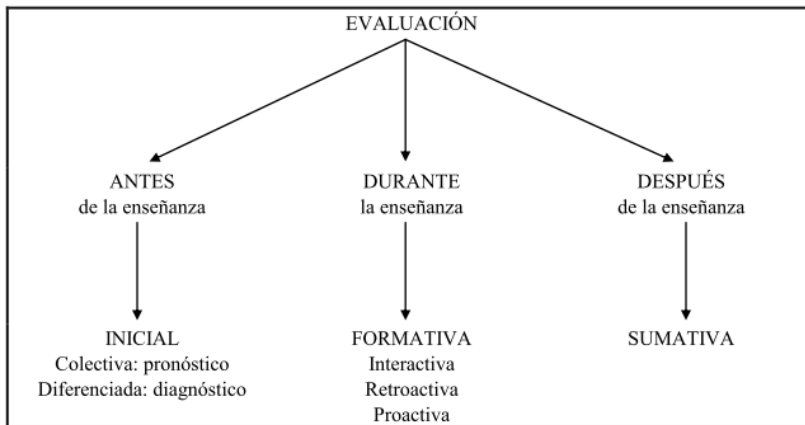 EVALUACIÓN
ANTES
de la enseñanza
DURANTE
la enseñanza
DESPUÉS
de la enseñanza
INICIAL
Colectiva: pronóstico
Diferenciada: diagnóstico
FORMATIVA
Interactiva
Retroactiva
Proactiva
SUMATIVA